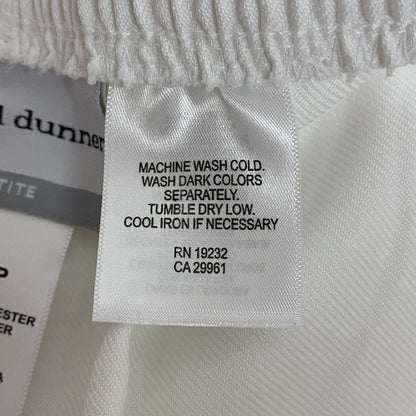 d dunner
TITE
MACHINE WASH COLD.
WASH DARK COLORS
SEPARATELY.
TUMBLE DRY LOW.
COOL IRON IF NECESSARY
RN 19232
CA 29961
P
ESTER
ER
A